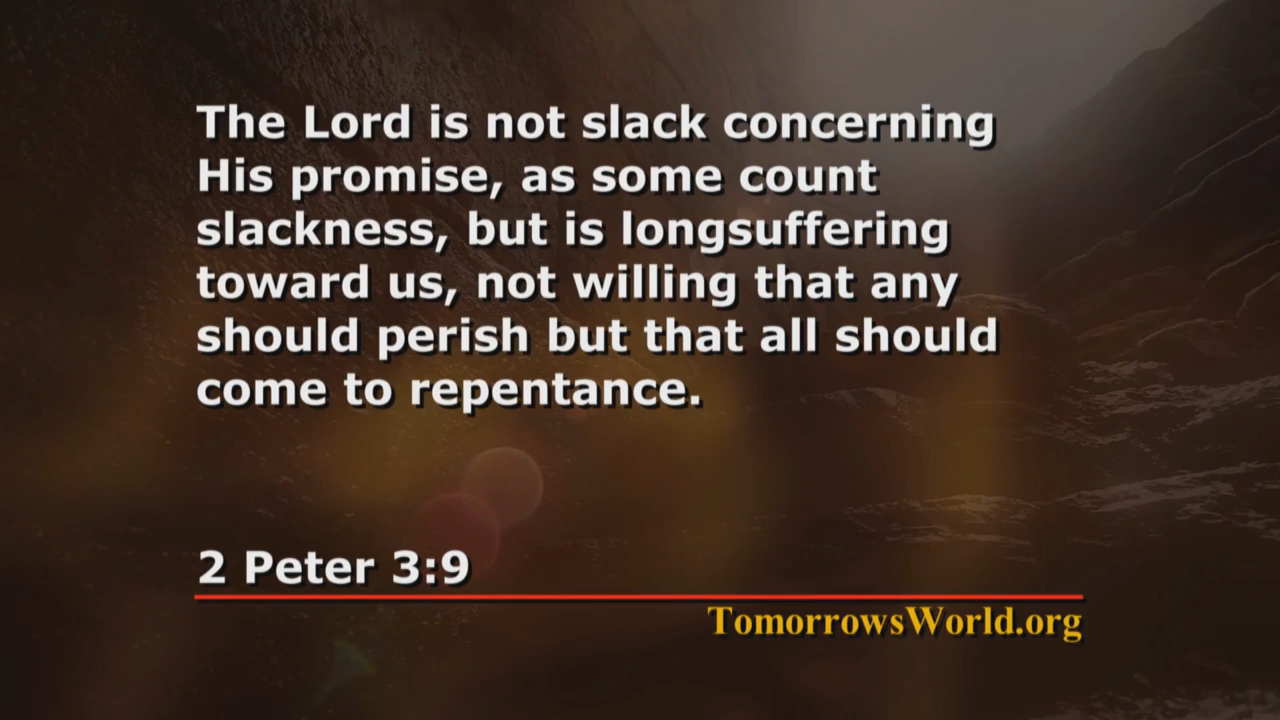 The Lord is not slack concerning
His promise, as some count
slackness, but is longsuffering
toward us, not willing that any
should perish but that all should
come to repentance.
2 Peter 3:9
TomorrowsWorld.org